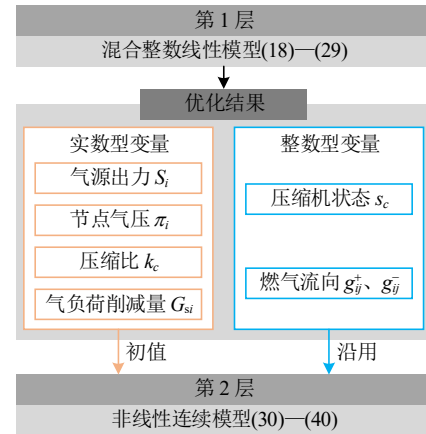 第1层
混合整数线性模型(18)—(29)
优化结果
实数型变量
气源出力 Si
节点气压 πi
压缩比 kc
气负荷削减量 Gsi
整数型变量
压缩机状态 sc
燃气流向 gij+、gij−
初值
沿用
第2层
非线性连续模型(30)—(40)